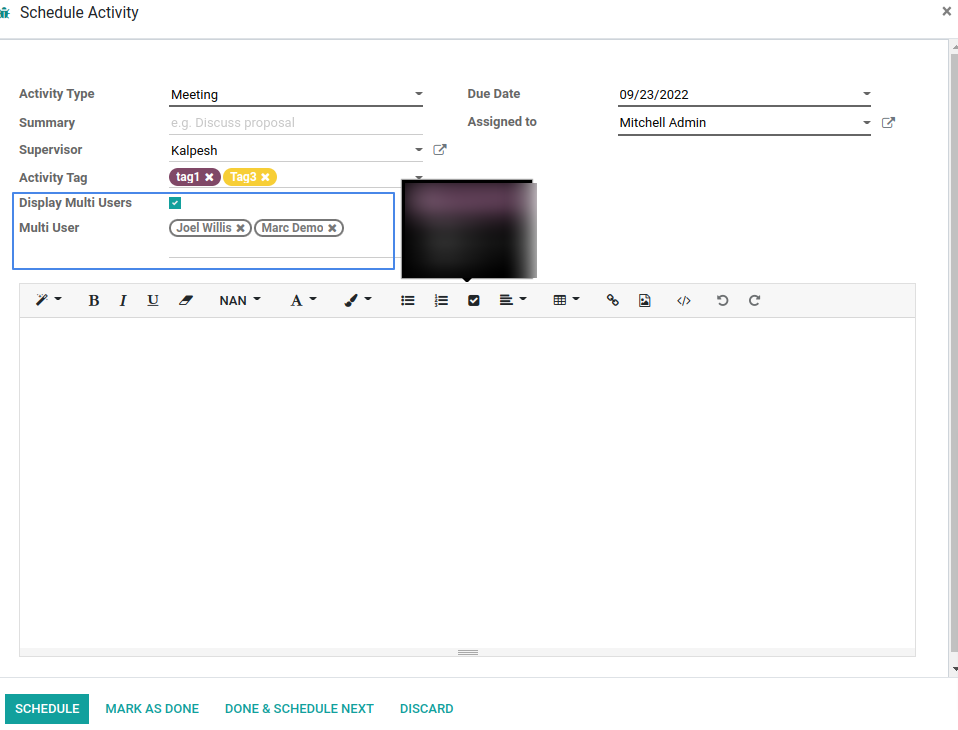 Schedule Activity
Activity Type Meeting Due Date 09/23/2022
Summary e.g. Discuss proposal Assigned to Mitchell Admin
Supervisor Kalpesh
Activity Tag tag1 Tag3
Display Multi Users
Multi User Joel Willis Marc Demo
B I U NAN A
SCHEDULE MARK AS DONE DONE & SCHEDULE NEXT DISCARD